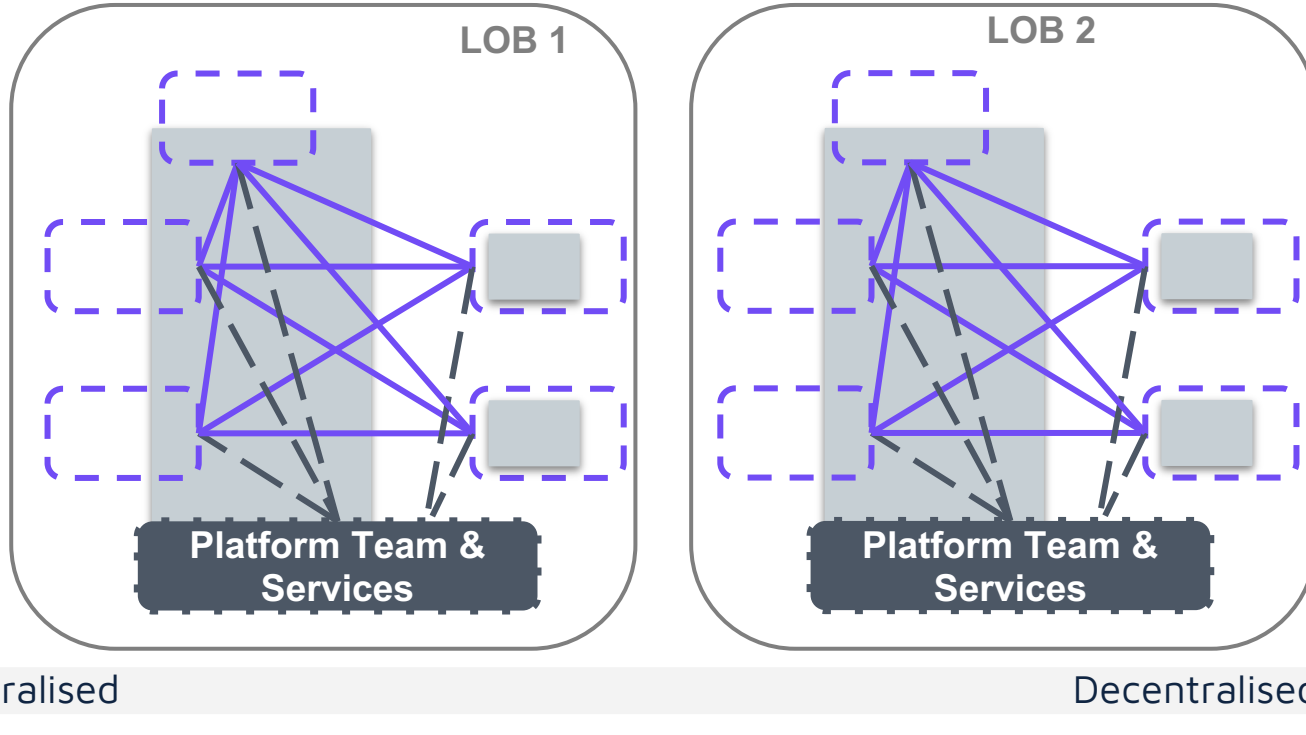 LOB 1
LOB 2
Platform Team &
Services
Platform Team &
Services
ralised
Decentralised